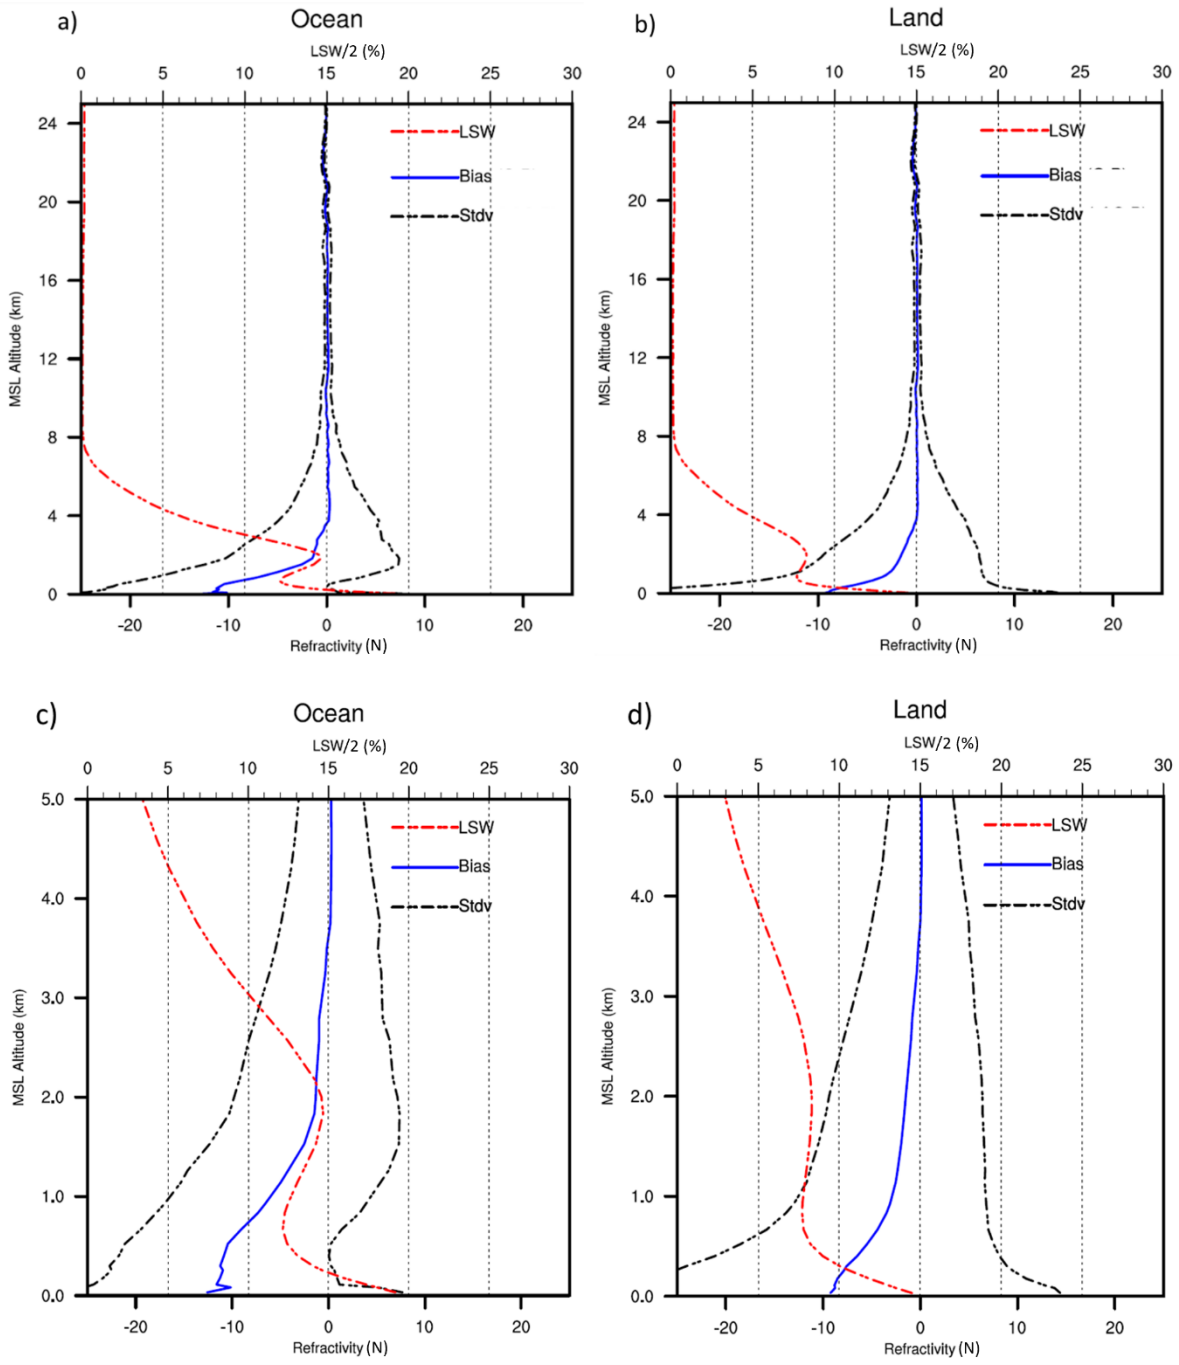 a)
Ocean
LSW/2 (%)
0 5 10 15 20 25 30
24
20
16
12
8
4
0
MSL Altitude (km)
LSW
Bias
Stdv
-20 -10 0 10 20
Refractivity (N)
b)
Land
LSW/2 (%)
0 5 10 15 20 25 30
24
20
16
12
8
4
0
MSL Altitude (km)
LSW
Bias
Stdv
-20 -10 0 10 20
Refractivity (N)
c)
Ocean
LSW/2 (%)
0 5 10 15 20 25 30
5.0
4.0
3.0
2.0
1.0
0.0
MSL Altitude (km)
LSW
Bias
Stdv
-20 -10 0 10 20
Refractivity (N)
d)
Land
LSW/2 (%)
0 5 10 15 20 25 30
5.0
4.0
3.0
2.0
1.0
0.0
MSL Altitude (km)
LSW
Bias
Stdv
-20 -10 0 10 20
Refractivity (N)